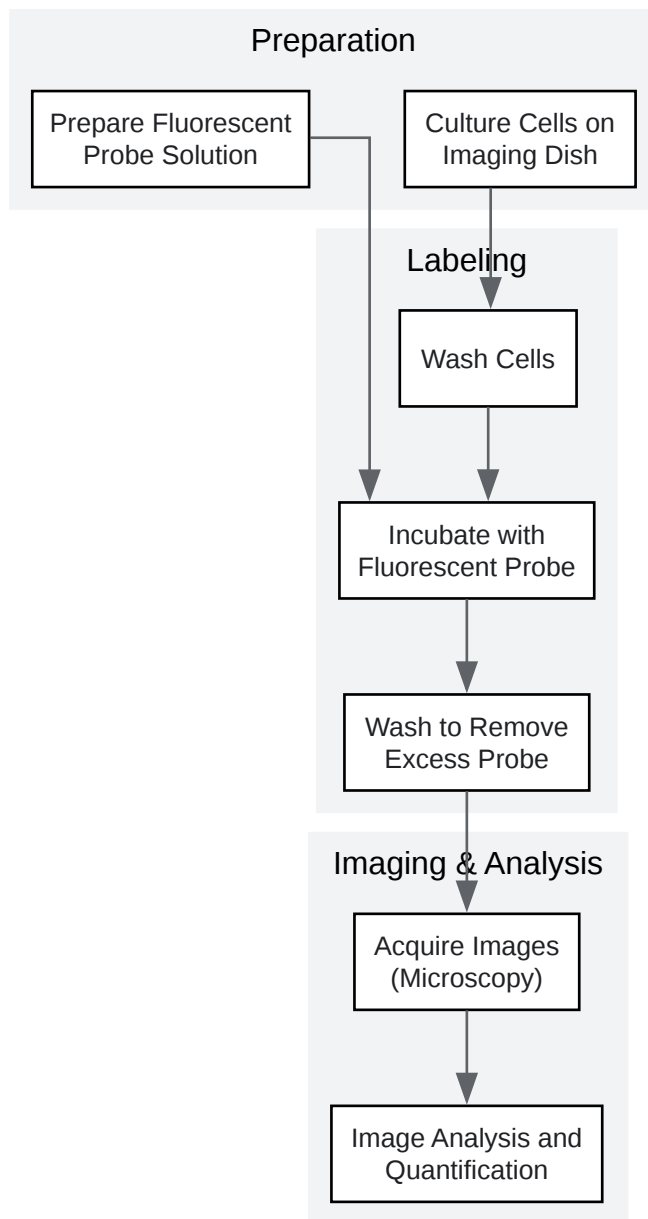 Preparation
Prepare Fluorescent
Probe Solution
Culture Cells on
Imaging Dish
Labeling
Wash Cells
Incubate with
Fluorescent Probe
Wash to Remove
Excess Probe
Imaging & Analysis
Acquire Images
(Microscopy)
Image Analysis and
Quantification